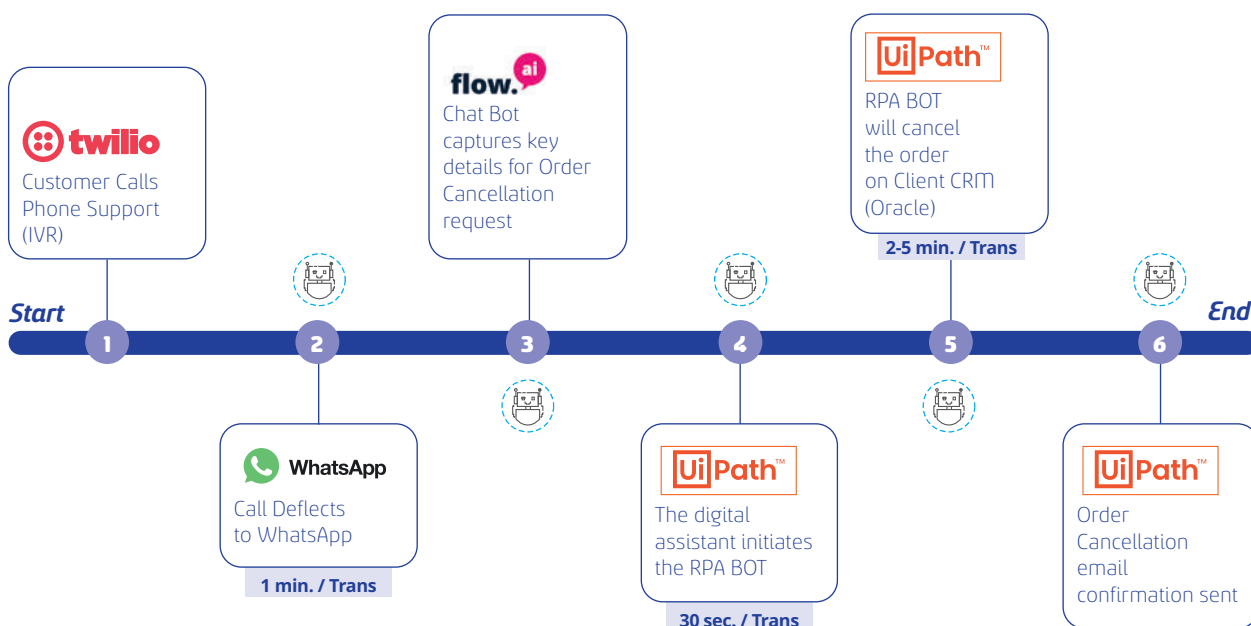 twilio
Customer Calls
Phone Support
(IVR)
flow.ai
Chat Bot
captures key
details for Order
Cancellation
request
UiPath™
RPA BOT
will cancel
the order
on Client CRM
(Oracle)
2-5 min. / Trans
Start
End
1
2
3
4
5
6
WhatsApp
Call Deflects
to WhatsApp
1 min. / Trans
UiPath™
The digital
assistant initiates
the RPA BOT
30 sec. / Trans
UiPath™
Order
Cancellation
email
confirmation sent